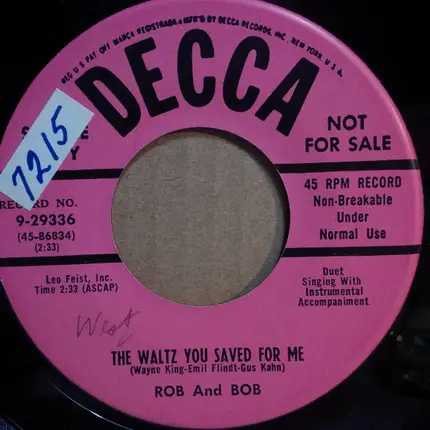 REG U S PAT OFF MARCA REGISTRADA • MFR'D BY DECCA RECORDS, INC., NEW YORK, U.S.A.
DECCA
NOT
FOR SALE
7215
RECORD NO.
9-29336
(45-86834)
(2:33)
45 RPM RECORD
Non-Breakable
Under
Normal Use
Leo Feist, Inc.
Time 2:33 (ASCAP)
Duet
Singing With
Instrumental
Accompaniment
West
THE WALTZ YOU SAVED FOR ME
(Wayne King-Emil Flindt-Gus Kahn)
ROB And BOB